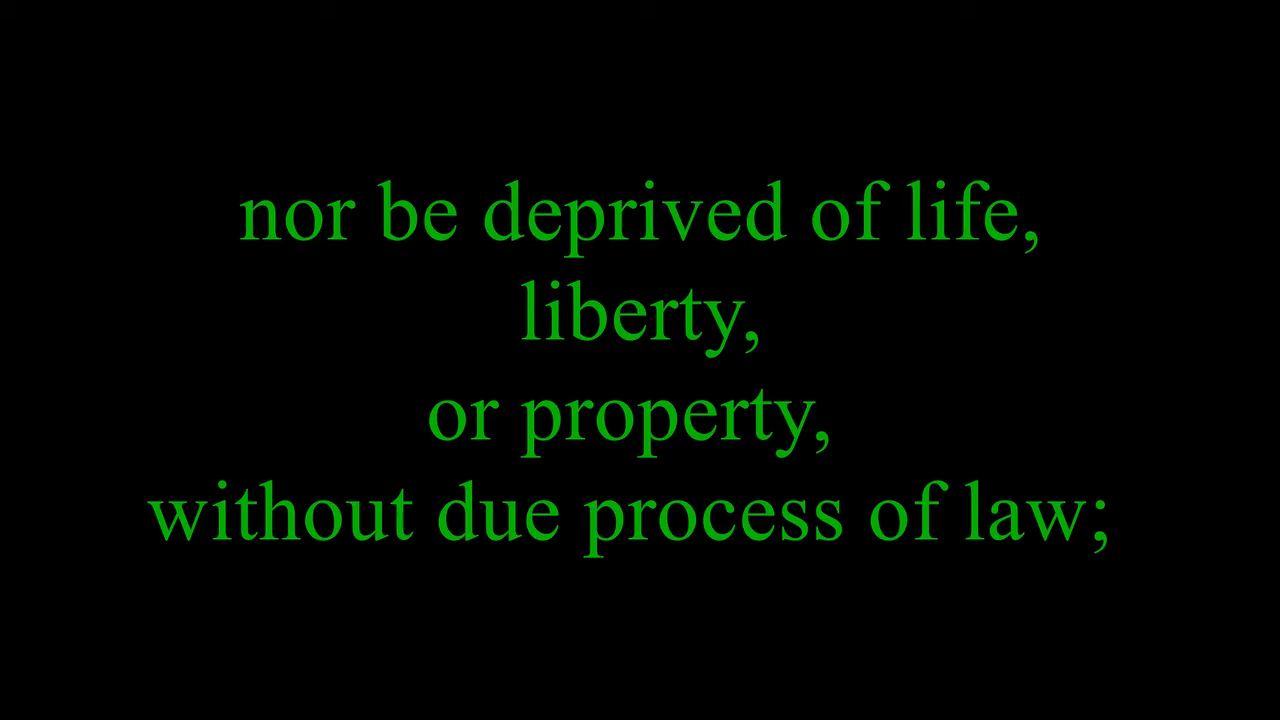 nor be deprived of life,
liberty,
or property,
without due process of law;